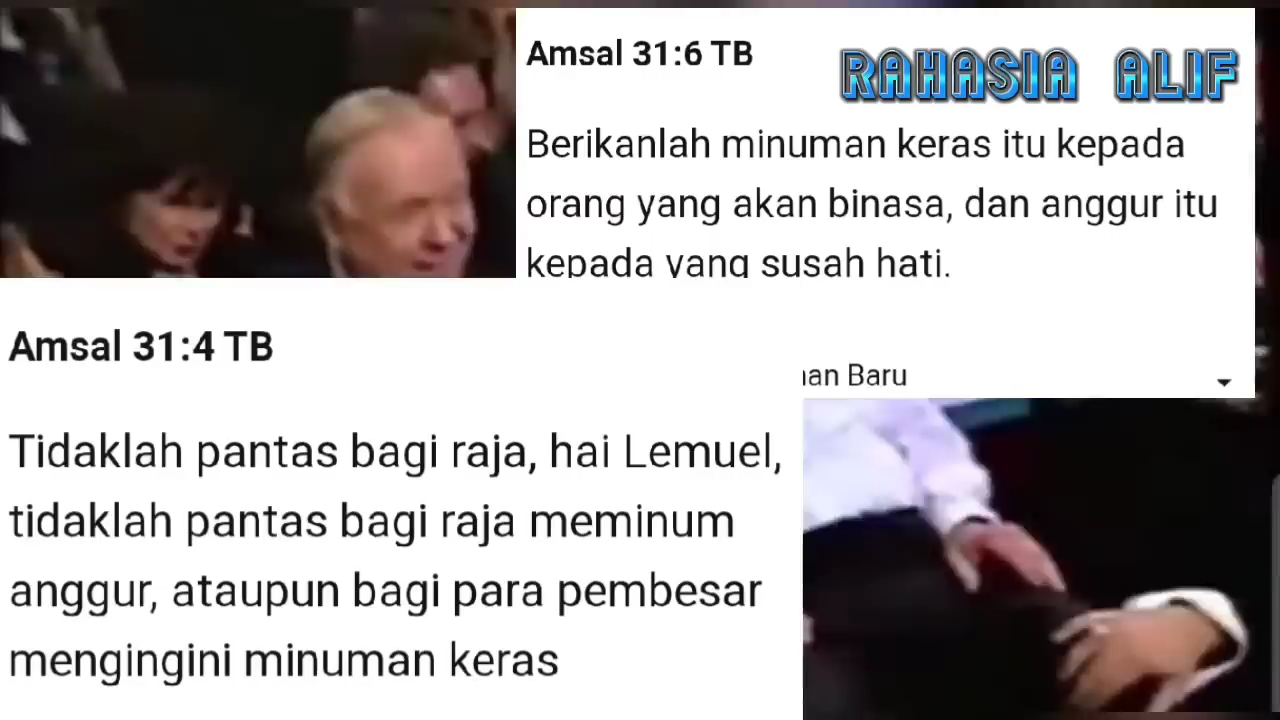 Amsal 31:6 TB
RAHASIA ALIF
Berikanlah minuman keras itu kepada
orang yang akan binasa, dan anggur itu
kepada yang susah hati.
Amsal 31:4 TB
Baru
Tidaklah pantas bagi raja, hai Lemuel,
tidaklah pantas bagi raja meminum
anggur, ataupun bagi para pembesar
mengingini minuman keras